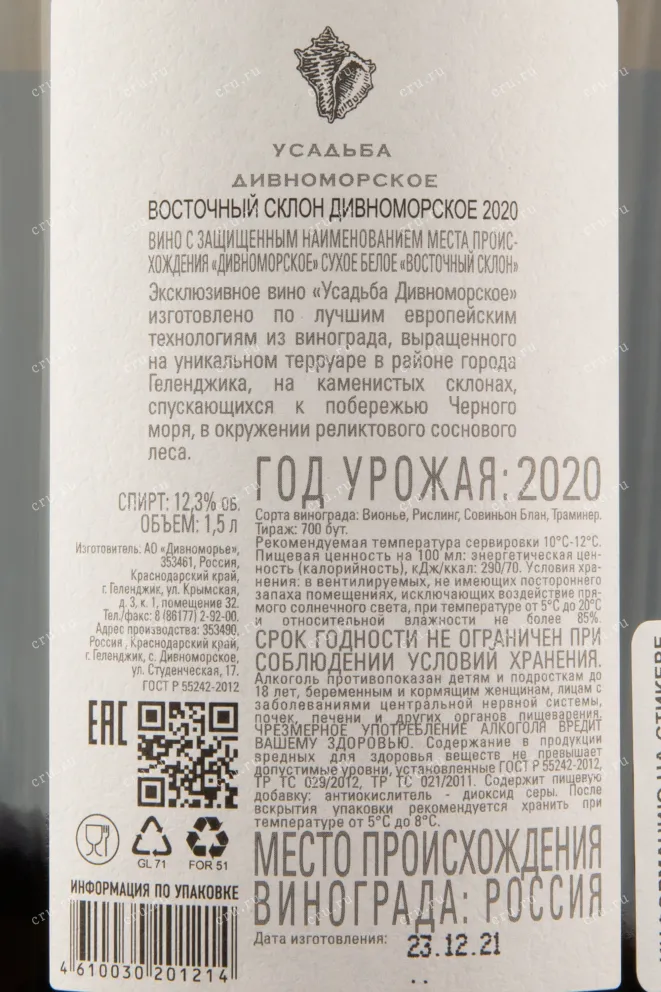 УСАДЬБА
ДИВНОМОРСКОЕ
ВОСТОЧНЫЙ СКЛОН ДИВНОМОРСКОЕ 2020
ВИНО С ЗАЩИЩЕННЫМ НАИМЕНОВАНИЕМ МЕСТА ПРОИС-
ХОЖДЕНИЯ «ДИВНОМОРСКОЕ» СУХОЕ БЕЛОЕ «ВОСТОЧНЫЙ СКЛОН»
Эксклюзивное вино «Усадьба Дивноморское»
изготовлено по лучшим европейским
технологиям из винограда, выращенного
на уникальном терруаре в районе города
Геленджика, на каменистых склонах,
спускающихся к побережью Черного
моря, в окружении реликтового соснового
леса.
ГОД УРОЖАЯ: 2020
СПИРТ: 12,3% ОБ.
ОБЪЕМ: 1,5 л
Изготовитель: АО «Дивноморье»,
353461, Россия,
Краснодарский край,
г. Геленджик, ул. Крымская,
д. 3, к. 1, помещение 32.
Тел./факс: 8 (86177) 2-92-00.
Адрес производства: 353490,
Россия, Краснодарский край,
г. Геленджик, с. Дивноморское,
ул. Студенческая, 17.
ГОСТ Р 55242-2012
Сорта винограда: Вионье, Рислинг, Совиньон Блан, Траминер.
Тираж: 700 бут.
Рекомендуемая температура сервировки 10°С-12°С.
Пищевая ценность на 100 мл: энергетическая цен-
ность (калорийность), кДж/ккал: 290/70. Условия хра-
нения: в вентилируемых, не имеющих постороннего
запаха помещениях, исключающих воздействие пря-
мого солнечного света, при температуре от 5°С до 20°С
и относительной влажности не более 85%.
СРОК ГОДНОСТИ НЕ ОГРАНИЧЕН ПРИ
СОБЛЮДЕНИИ УСЛОВИЙ ХРАНЕНИЯ.
Алкоголь противопоказан детям и подросткам до
18 лет, беременным и кормящим женщинам, лицам с
заболеваниями центральной нервной системы,
почек, печени и других органов пищеварения.
ЧРЕЗМЕРНОЕ УПОТРЕБЛЕНИЕ АЛКОГОЛЯ ВРЕДИТ
ВАШЕМУ ЗДОРОВЬЮ. Содержание в продукции
вредных для здоровья веществ не превышает
допустимые уровни, установленные ГОСТ Р 55242-2012,
ТР ТС 029/2012, ТР ТС 021/2011. Содержит пищевую
добавку: антиокислитель - диоксид серы. После
вскрытия упаковки рекомендуется хранить при
температуре от 5°С до 8°С.
EAC
GL 71
FOR 51
ИНФОРМАЦИЯ ПО УПАКОВКЕ
4 610030 201214
МЕСТО ПРОИСХОЖДЕНИЯ
ВИНОГРАДА: РОССИЯ
Дата изготовления: 23.12.21
НА СТИКЕРЕ
cru.ru